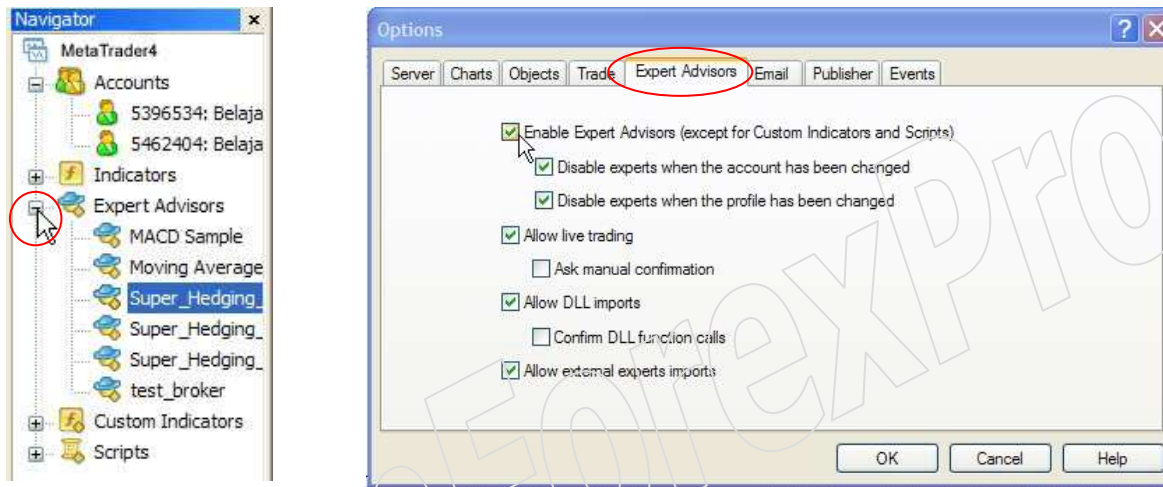 Navigator
MetaTrader4
Accounts
5396534: Belaja
5462404: Belaja
Indicators
Expert Advisors
MACD Sample
Moving Average
Super_Hedging_
Super_Hedging_
Super_Hedging_
test_broker
Custom Indicators
Scripts
Options
Server Charts Objects Trade Expert Advisors Email Publisher Events
Enable Expert Advisors (except for Custom Indicators and Scripts)
Disable experts when the account has been changed
Disable experts when the profile has been changed
Allow live trading
Ask manual confirmation
Allow DLL imports
Confirm DLL function calls
Allow external experts imports
OK Cancel Help
eForexPro